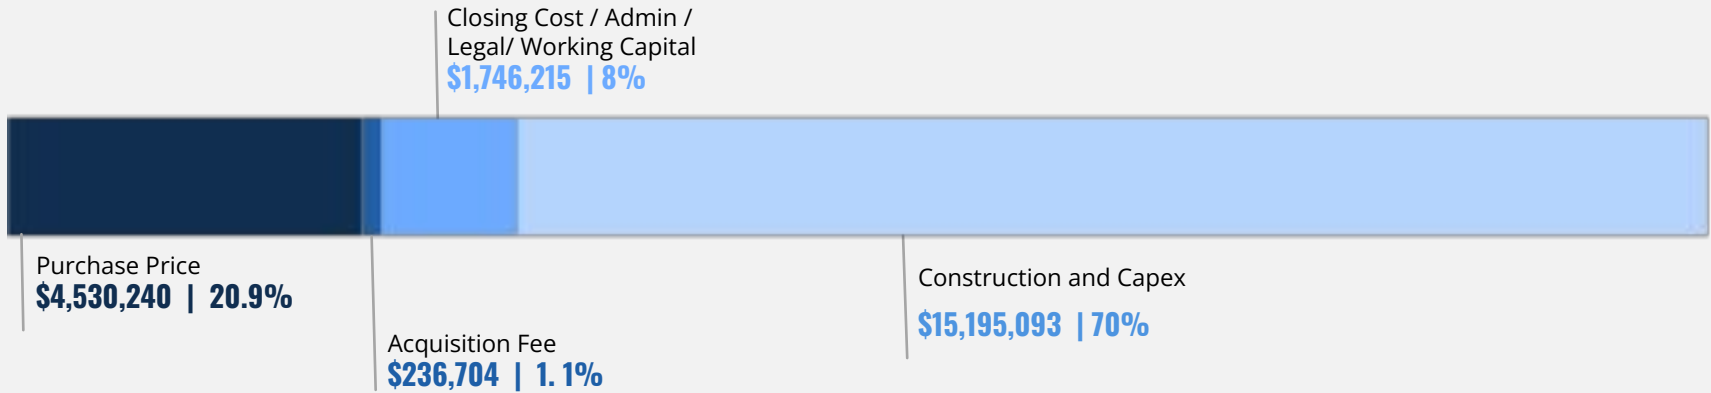 Closing Cost / Admin /
Legal/ Working Capital
$1,746,215 | 8%
Purchase Price
$4,530,240 | 20.9%
Acquisition Fee
$236,704 | 1. 1%
Construction and Capex
$15,195,093 | 70%